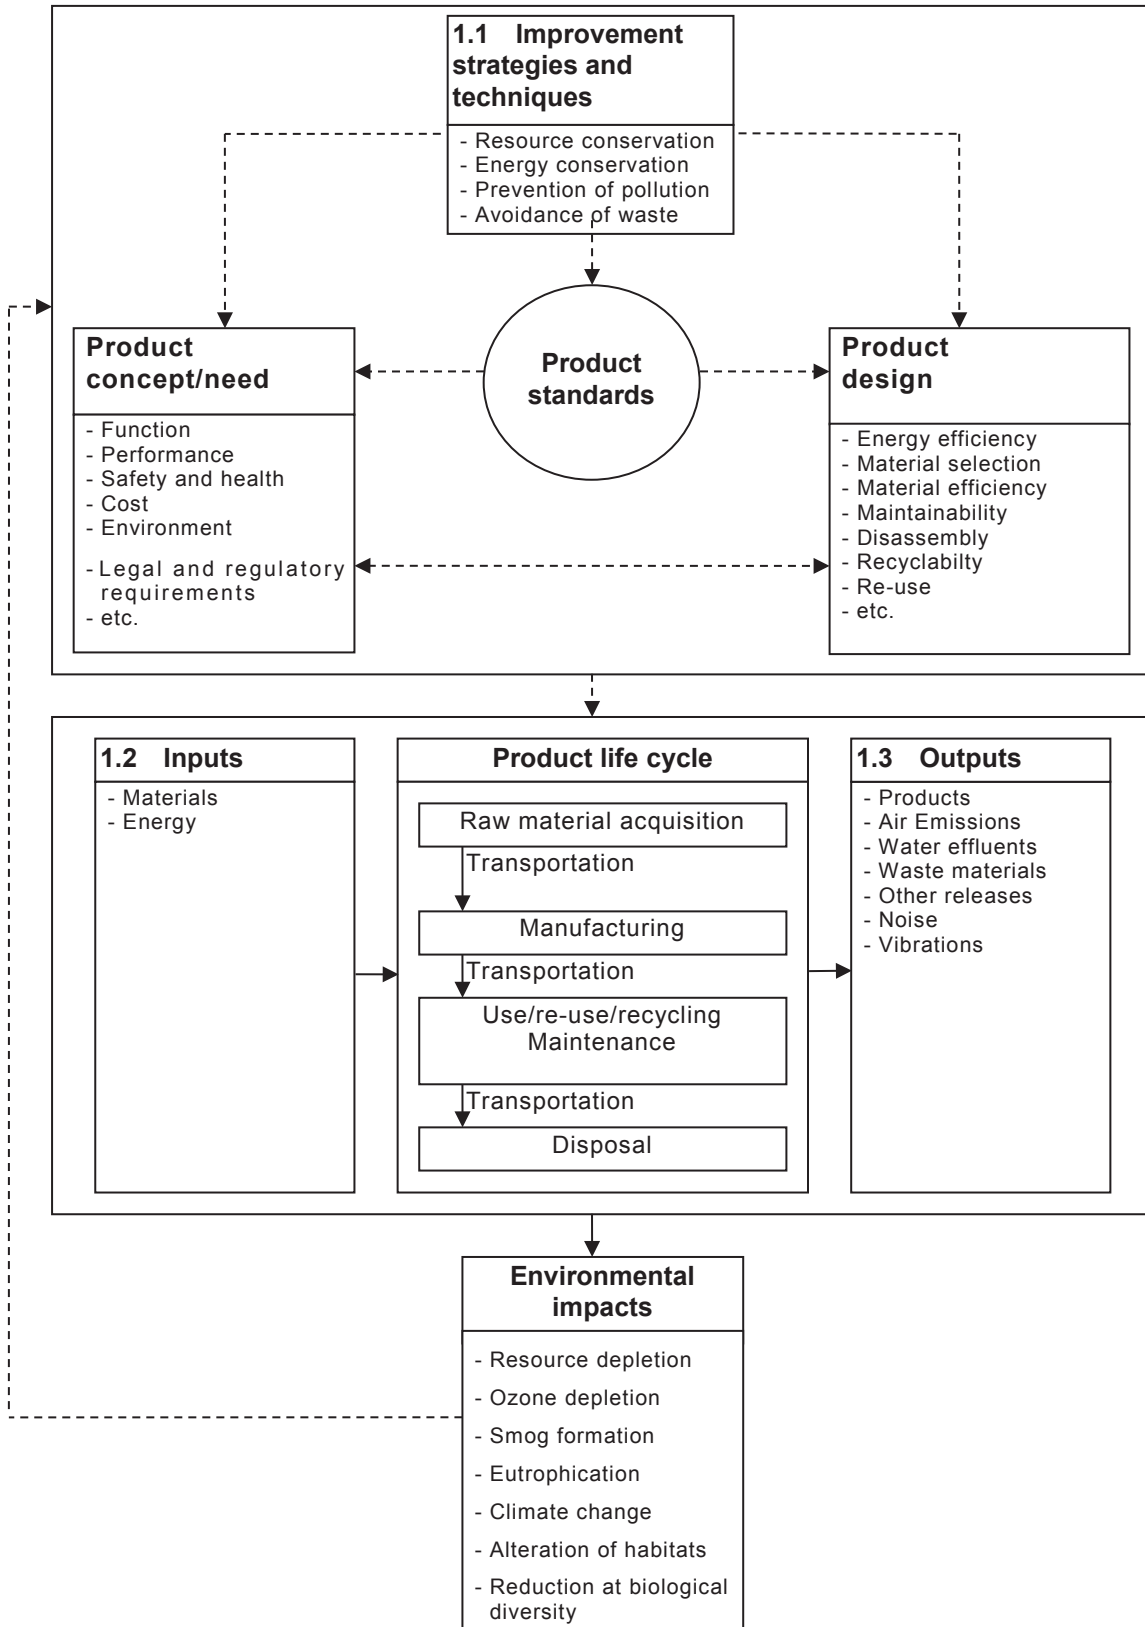 1.1 Improvement
strategies and
techniques
- Resource conservation
- Energy conservation
- Prevention of pollution
- Avoidance of waste
Product
concept/need
- Function
- Performance
- Safety and health
- Cost
- Environment
- Legal and regulatory
requirements
- etc.
Product
standards
Product
design
- Energy efficiency
- Material selection
- Material efficiency
- Maintainability
- Disassembly
- Recyclabilty
- Re-use
- etc.
1.2 Inputs
- Materials
- Energy
Product life cycle
Raw material acquisition
Transportation
Manufacturing
Transportation
Use/re-use/recycling
Maintenance
Transportation
Disposal
1.3 Outputs
- Products
- Air Emissions
- Water effluents
- Waste materials
- Other releases
- Noise
- Vibrations
Environmental
impacts
- Resource depletion
- Ozone depletion
- Smog formation
- Eutrophication
- Climate change
- Alteration of habitats
- Reduction at biological
diversity